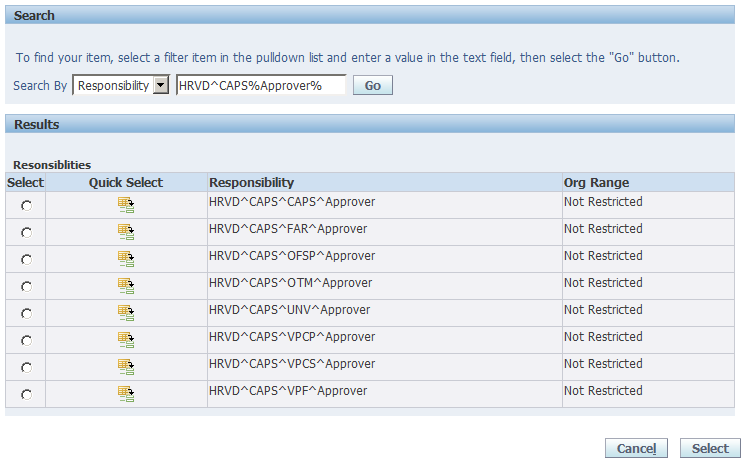 Search
To find your item, select a filter item in the pulldown list and enter a value in the text field, then select the "Go" button.
Search By Responsibility HRVD^CAPS%Approver% Go
Results
Resonsiblities
Select Quick Select Responsibility Org Range
HRVD^CAPS^CAPS^Approver Not Restricted
HRVD^CAPS^FAR^Approver Not Restricted
HRVD^CAPS^OFSP^Approver Not Restricted
HRVD^CAPS^OTM^Approver Not Restricted
HRVD^CAPS^UNV^Approver Not Restricted
HRVD^CAPS^VPCP^Approver Not Restricted
HRVD^CAPS^VPCS^Approver Not Restricted
HRVD^CAPS^VPF^Approver Not Restricted
Cancel Select